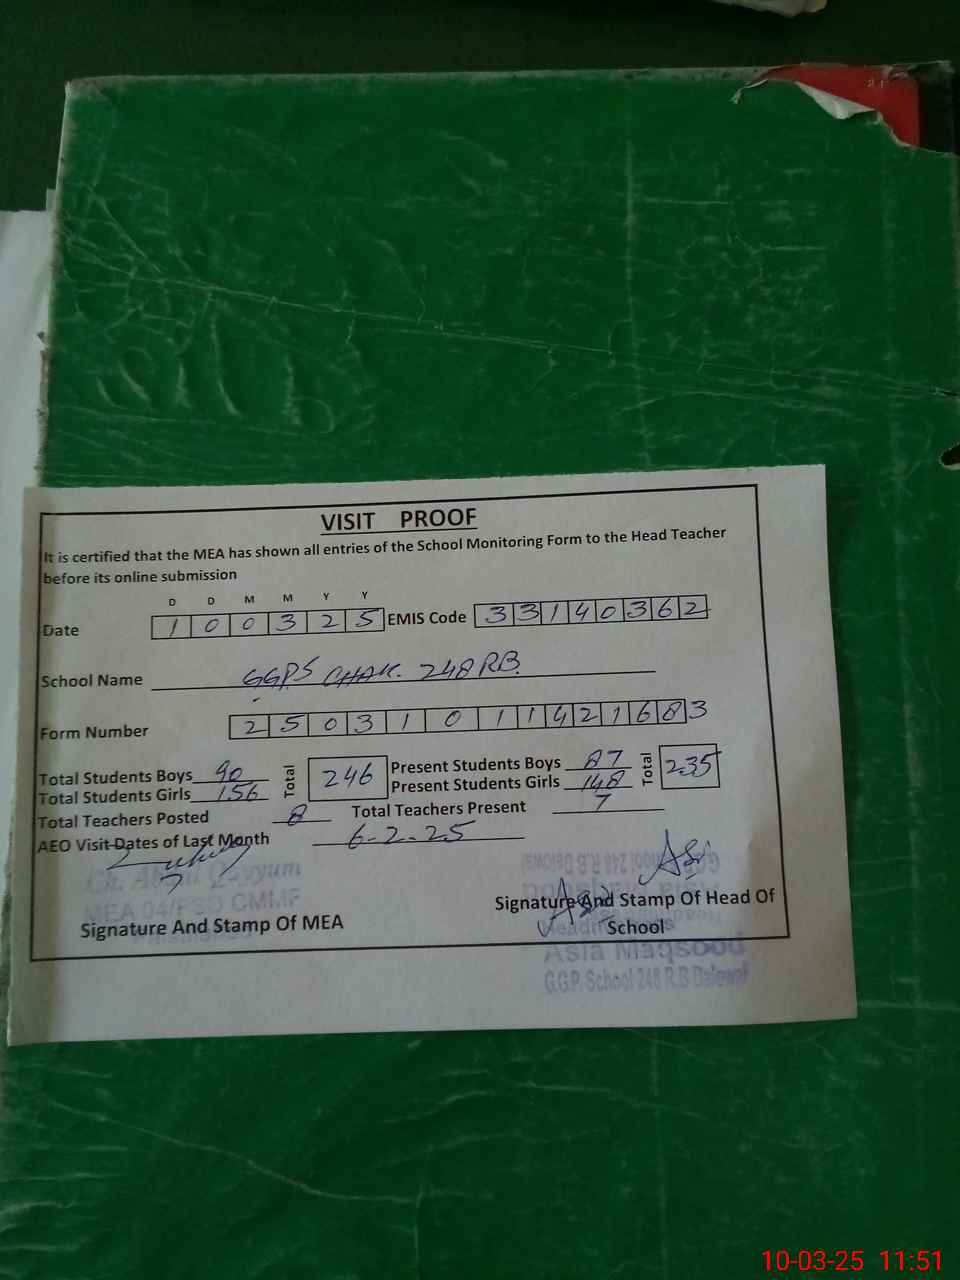 VISIT PROOF
It is certified that the MEA has shown all entries of the School Monitoring Form to the Head Teacher
before its online submission
D D M M Y Y
Date 1 0 0 3 2 5 EMIS Code 3 3 1 4 0 3 6 2
School Name GGPS CHAK. 248 RB.
Form Number 2 5 0 3 1 0 1 1 4 2 1 6 8 3
Total Students Boys 90 Total 246 Present Students Boys 87 Total 235
Total Students Girls 156 Present Students Girls 148
Total Teachers Posted 8 Total Teachers Present 7
AEO Visit Dates of Last Month 6-2-25
Qayyum
MEA 04/FSD CMMF
Signature And Stamp Of MEA
Signature And Stamp Of Head Of
School
Asia Maqsood
G.G.P. School 248 R.B
10-03-25 11:51